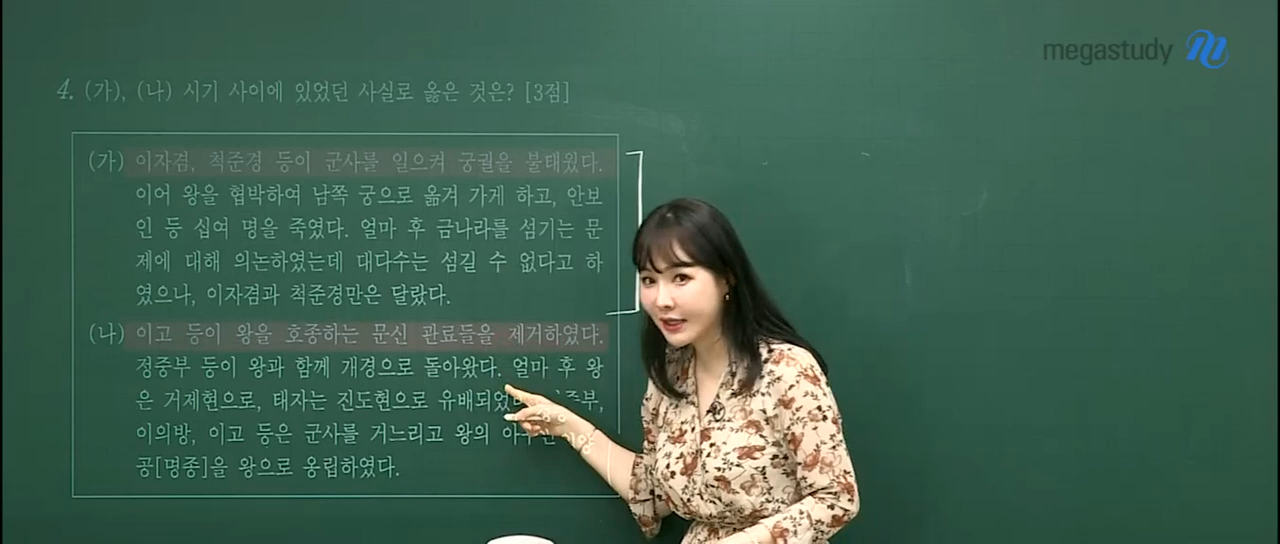 megastudy
4. (가), (나) 시기 사이에 있었던 사실로 옳은 것은? [3점]
(가) 이자겸, 척준경 등이 군사를 일으켜 궁궐을 불태웠다.
이어 왕을 협박하여 남쪽 궁으로 옮겨 가게 하고, 안보
인 등 십여 명을 죽였다. 얼마 후 금나라를 섬기는 문
제에 대해 의논하였는데 대다수는 섬길 수 없다고 하
였으나, 이자겸과 척준경만은 달랐다.
(나) 이고 등이 왕을 호종하는 문신 관료들을 제거하였다.
정중부 등이 왕과 함께 개경으로 돌아왔다. 얼마 후 왕
은 거제현으로, 태자는 진도현으로
이의방, 이고 등은 군사를 거느리고 왕의
공[명종]을 왕으로 옹립하였다.